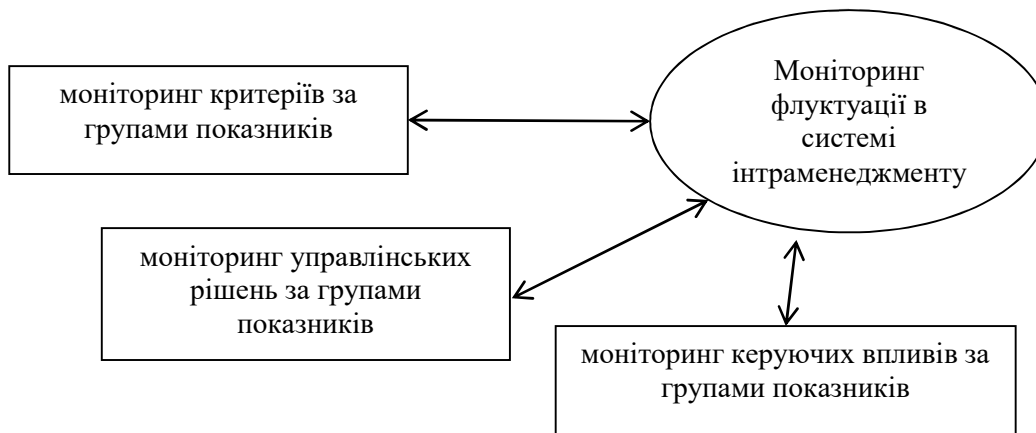 моніторинг критеріїв за
групами показників
Моніторинг
флуктуації в
системі
інтраменеджменту
моніторинг управлінських
рішень за групами
показників
моніторинг керуючих впливів за
групами показників